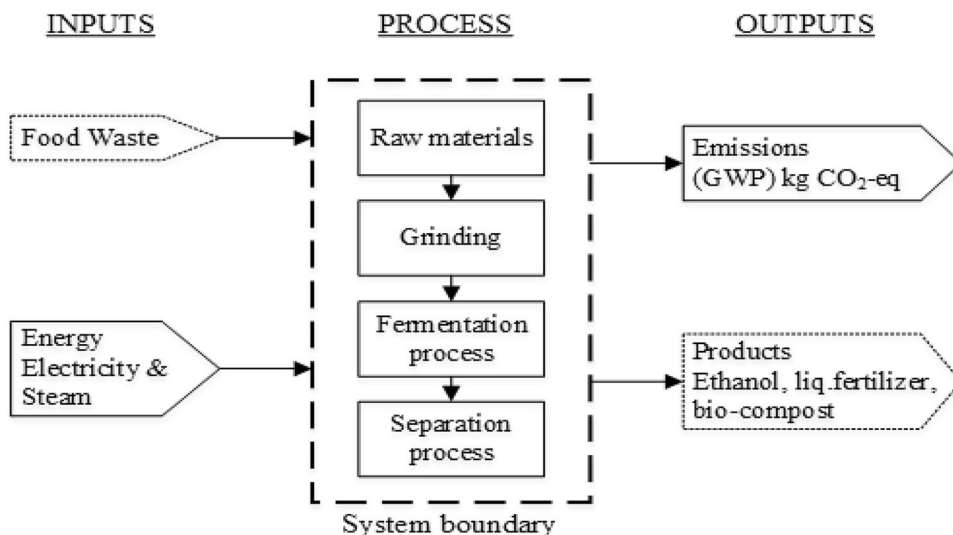 INPUTS
PROCESS
OUTPUTS
Food Waste
Energy
Electricity &
Steam
Raw materials
Grinding
Fermentation
process
Separation
process
System boundary
Emissions
(GWP) kg CO₂-eq
Products
Ethanol, liq.fertilizer,
bio-compost